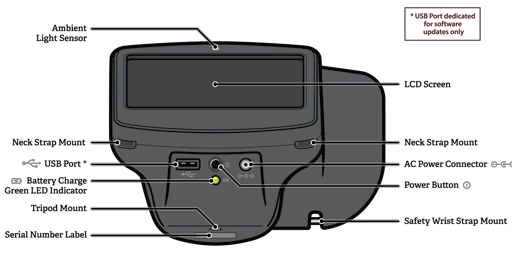 * USB Port dedicated
for software
updates only
Ambient
Light Sensor
LCD Screen
Neck Strap Mount
Neck Strap Mount
USB Port *
AC Power Connector
Battery Charge
Green LED Indicator
Power Button
Tripod Mount
Safety Wrist Strap Mount
Serial Number Label